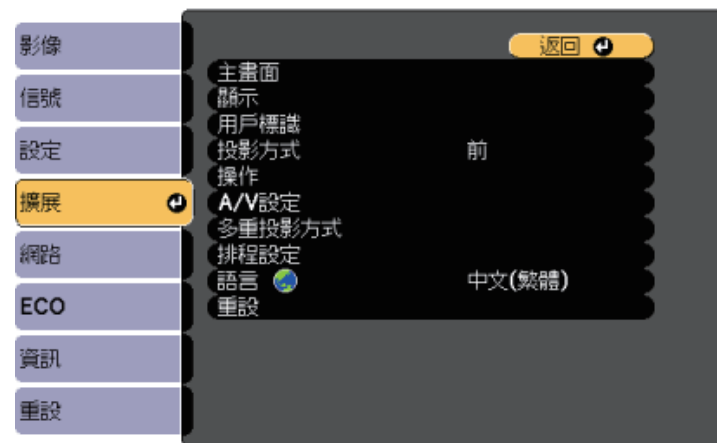 影像
信號
設定
擴展
網路
ECO
資訊
重設
返回
主畫面
顯示
用戶標識
投影方式 前
操作
A/V設定
多重投影方式
排程設定
語言 中文(繁體)
重設